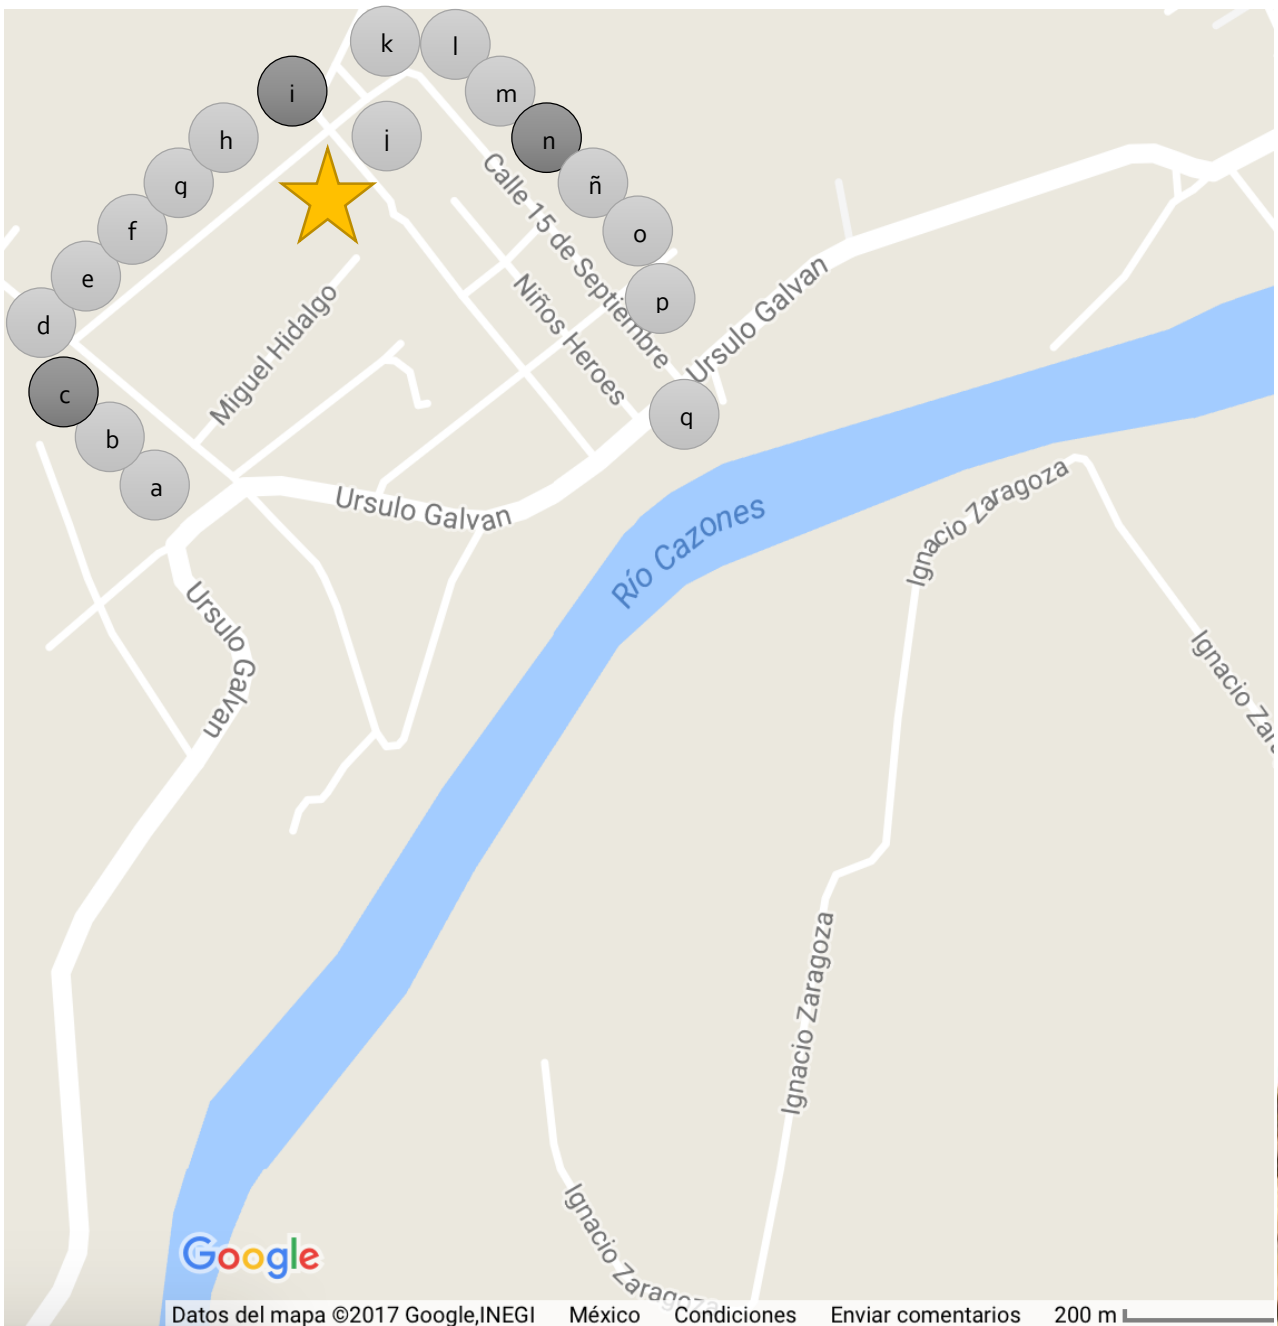 k
l
i
m
h
j
n
q
ñ
f
o
e
p
d
c
q
b
a
Calle 15 de Septiembre
Ursulo Galvan
Niños Heroes
Miguel Hidalgo
Ursulo Galvan
Río Cazones
Ignacio Zaragoza
Ursulo Galvan
Ignacio Zar
Ignacio Zaragoza
Ignacio Zaragoza
Google
Datos del mapa ©2017 Google,INEGI México Condiciones Enviar comentarios 200 m